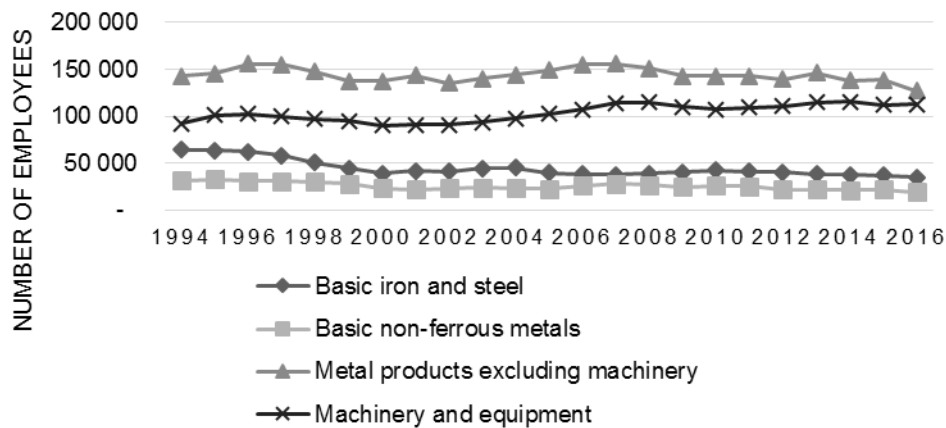 200 000
150 000
100 000
50 000
-
NUMBER OF EMPLOYEES
1994 1996 1998 2000 2002 2004 2006 2008 2010 2012 2014 2016
Basic iron and steel
Basic non-ferrous metals
Metal products excluding machinery
Machinery and equipment